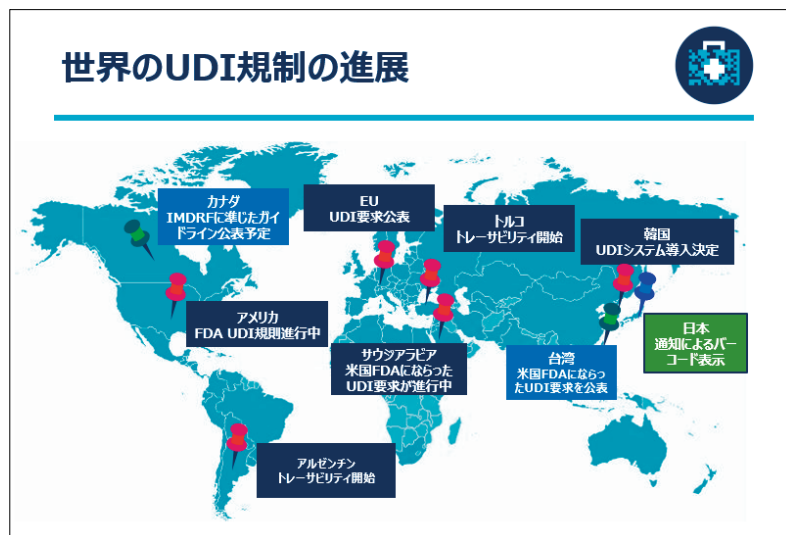 世界のUDI規制の進展
カナダ
IMDRFに準じたガイ
ドライン公表予定
EU
UDI要求公表
トルコ
トレーサビリティ開始
韓国
UDIシステム導入決定
アメリカ
FDA UDI規則進行中
サウジアラビア
米国FDAにならった
UDI要求が進行中
台湾
米国FDAにならっ
たUDI要求を公表
日本
通知によるバー
コード表示
アルゼンチン
トレーサビリティ開始